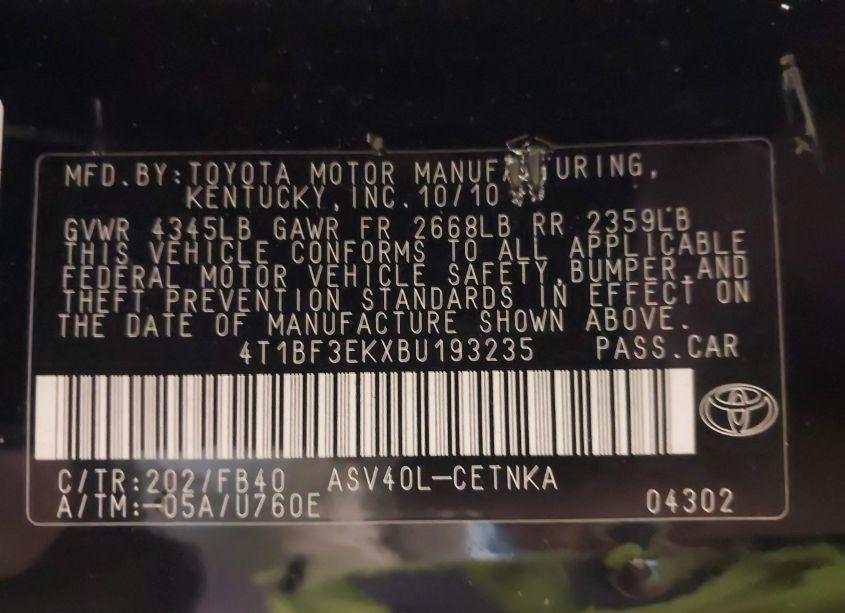 MFD.BY:TOYOTA MOTOR MANUFACTURING,
KENTUCKY,INC.10/10
GVWR 4345LB GAWR FR 2668LB RR 2359LB
THIS VEHICLE CONFORMS TO ALL APPLICABLE
FEDERAL MOTOR VEHICLE SAFETY,BUMPER,AND
THEFT PREVENTION STANDARDS IN EFFECT ON
THE DATE OF MANUFACTURE SHOWN ABOVE.
4T1BF3EKXBU193235 PASS.CAR
C/TR:202/FB40 ASV40L-CETNKA
A/TM:-05A/U760E 04302